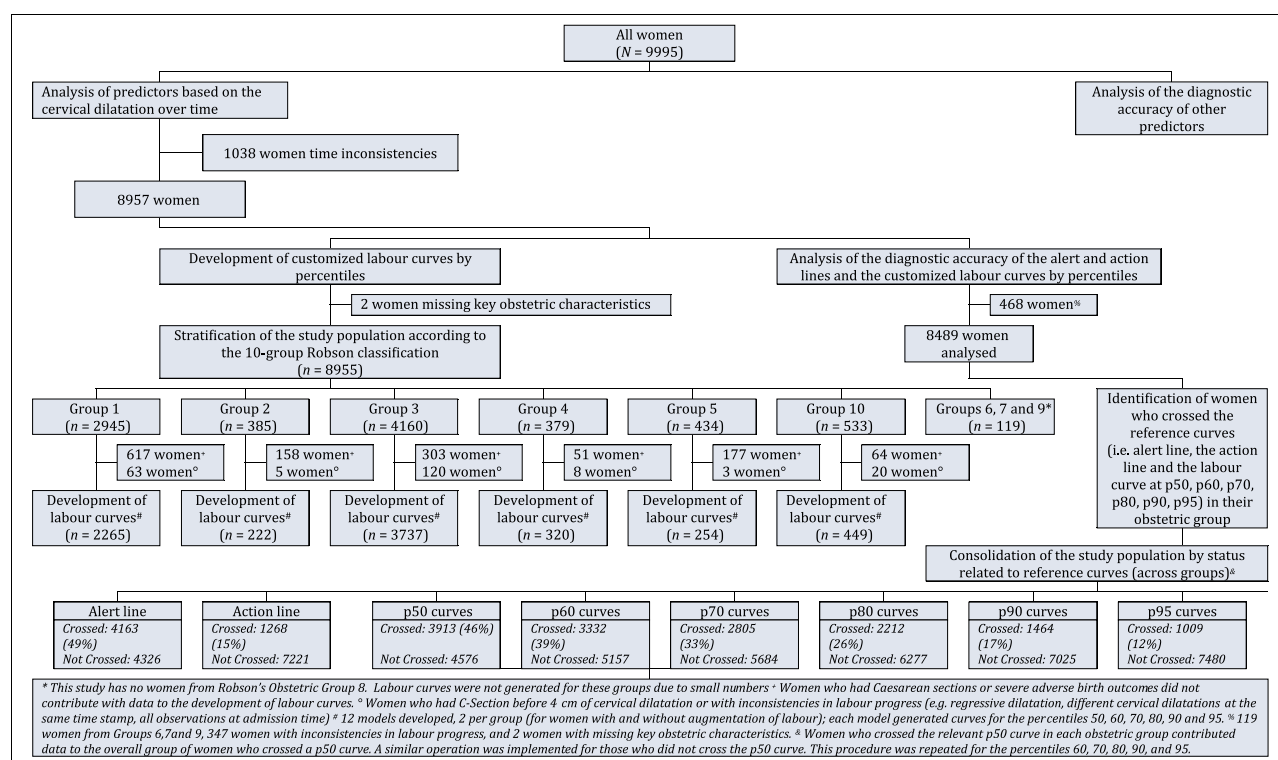 All women
(N = 9995)
Analysis of predictors based on the
cervical dilatation over time
Analysis of the diagnostic
accuracy of other
predictors
1038 women time inconsistencies
8957 women
Development of customized labour curves by
percentiles
Analysis of the diagnostic accuracy of the alert and action
lines and the customized labour curves by percentiles
2 women missing key obstetric characteristics
468 women%
Stratification of the study population according to
the 10-group Robson classification
(n = 8955)
8489 women
analysed
Group 1
(n = 2945)
Group 2
(n = 385)
Group 3
(n = 4160)
Group 4
(n = 379)
Group 5
(n = 434)
Group 10
(n = 533)
Groups 6, 7 and 9*
(n = 119)
Identification of women
who crossed the
reference curves
(i.e. alert line, the action
line and the labour
curve at p50, p60, p70,
p80, p90, p95) in their
obstetric group
617 women+
63 women°
158 women+
5 women°
303 women+
120 women°
51 women+
8 women°
177 women+
3 women°
64 women+
20 women°
Development of
labour curves#
(n = 2265)
Development of
labour curves#
(n = 222)
Development of
labour curves#
(n = 3737)
Development of
labour curves#
(n = 320)
Development of
labour curves#
(n = 254)
Development of
labour curves#
(n = 449)
Consolidation of the study population by status
related to reference curves (across groups)&
Alert line
Crossed: 4163
(49%)
Not Crossed: 4326
Action line
Crossed: 1268
(15%)
Not Crossed: 7221
p50 curves
Crossed: 3913 (46%)
Not Crossed: 4576
p60 curves
Crossed: 3332
(39%)
Not Crossed: 5157
p70 curves
Crossed: 2805
(33%)
Not Crossed: 5684
p80 curves
Crossed: 2212
(26%)
Not Crossed: 6277
p90 curves
Crossed: 1464
(17%)
Not Crossed: 7025
p95 curves
Crossed: 1009
(12%)
Not Crossed: 7480
* This study has no women from Robson's Obstetric Group 8. Labour curves were not generated for these groups due to small numbers + Women who had Caesarean sections or severe adverse birth outcomes did not
contribute with data to the development of labour curves. ° Women who had C-Section before 4 cm of cervical dilatation or with inconsistencies in labour progress (e.g. regressive dilatation, different cervical dilatations at the
same time stamp, all observations at admission time) # 12 models developed, 2 per group (for women with and without augmentation of labour); each model generated curves for the percentiles 50, 60, 70, 80, 90 and 95. % 119
women from Groups 6,7and 9, 347 women with inconsistencies in labour progress, and 2 women with missing key obstetric characteristics. & Women who crossed the relevant p50 curve in each obstetric group contributed
data to the overall group of women who crossed a p50 curve. A similar operation was implemented for those who did not cross the p50 curve. This procedure was repeated for the percentiles 60, 70, 80, 90, and 95.